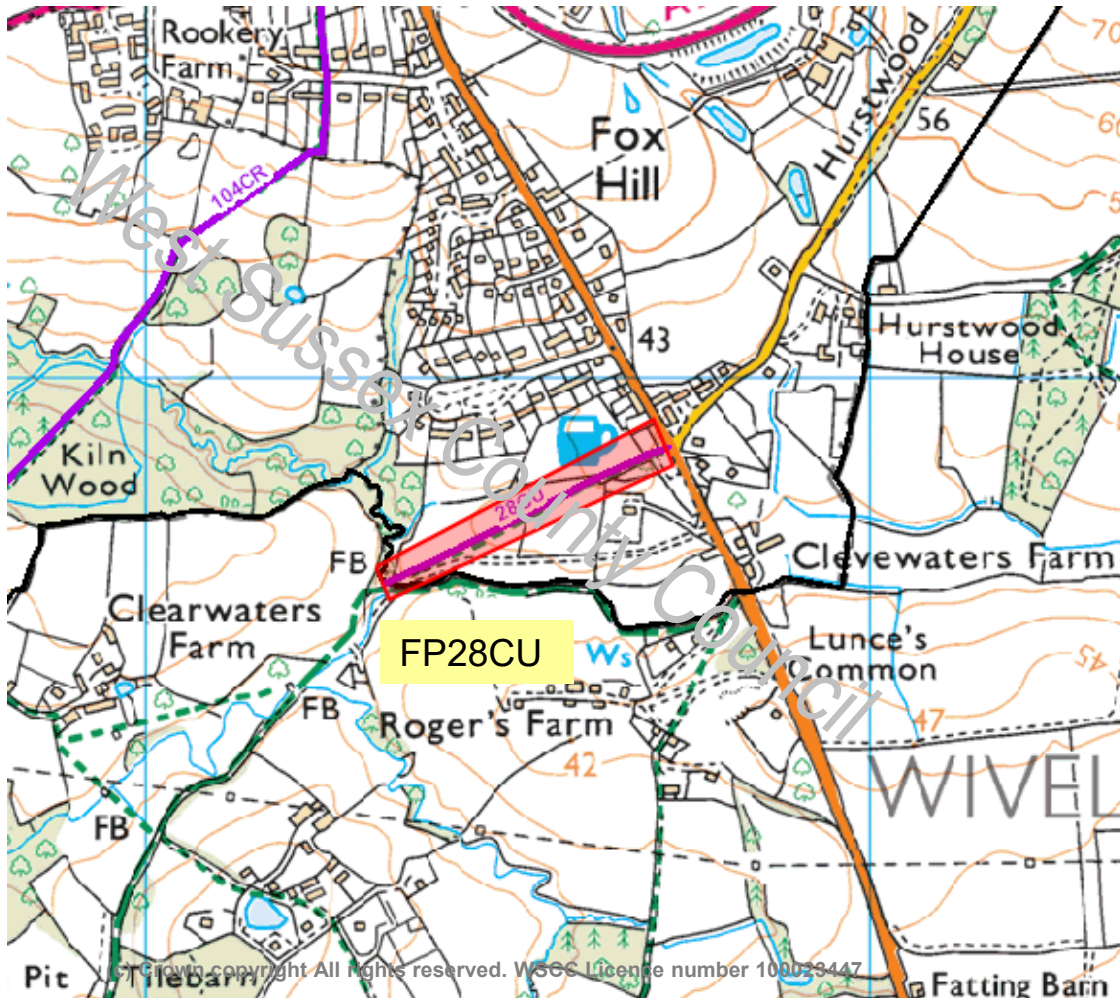 Rookery
Farm
104CR
Fox
Hill
Hurstwood
56
70
43
Hurstwood
House
Kiln
Wood
28CU
FB
Clevewaters Farm
Clearwaters
Farm
FP28CU
Ws
Lunce's
Common
45
FB
Roger's Farm
47
42
WIVEL
FB
Pit
Tilebarn
Fatting Barn
West Sussex County Council
(c) Crown copyright All rights reserved. WSCC Licence number 100023447